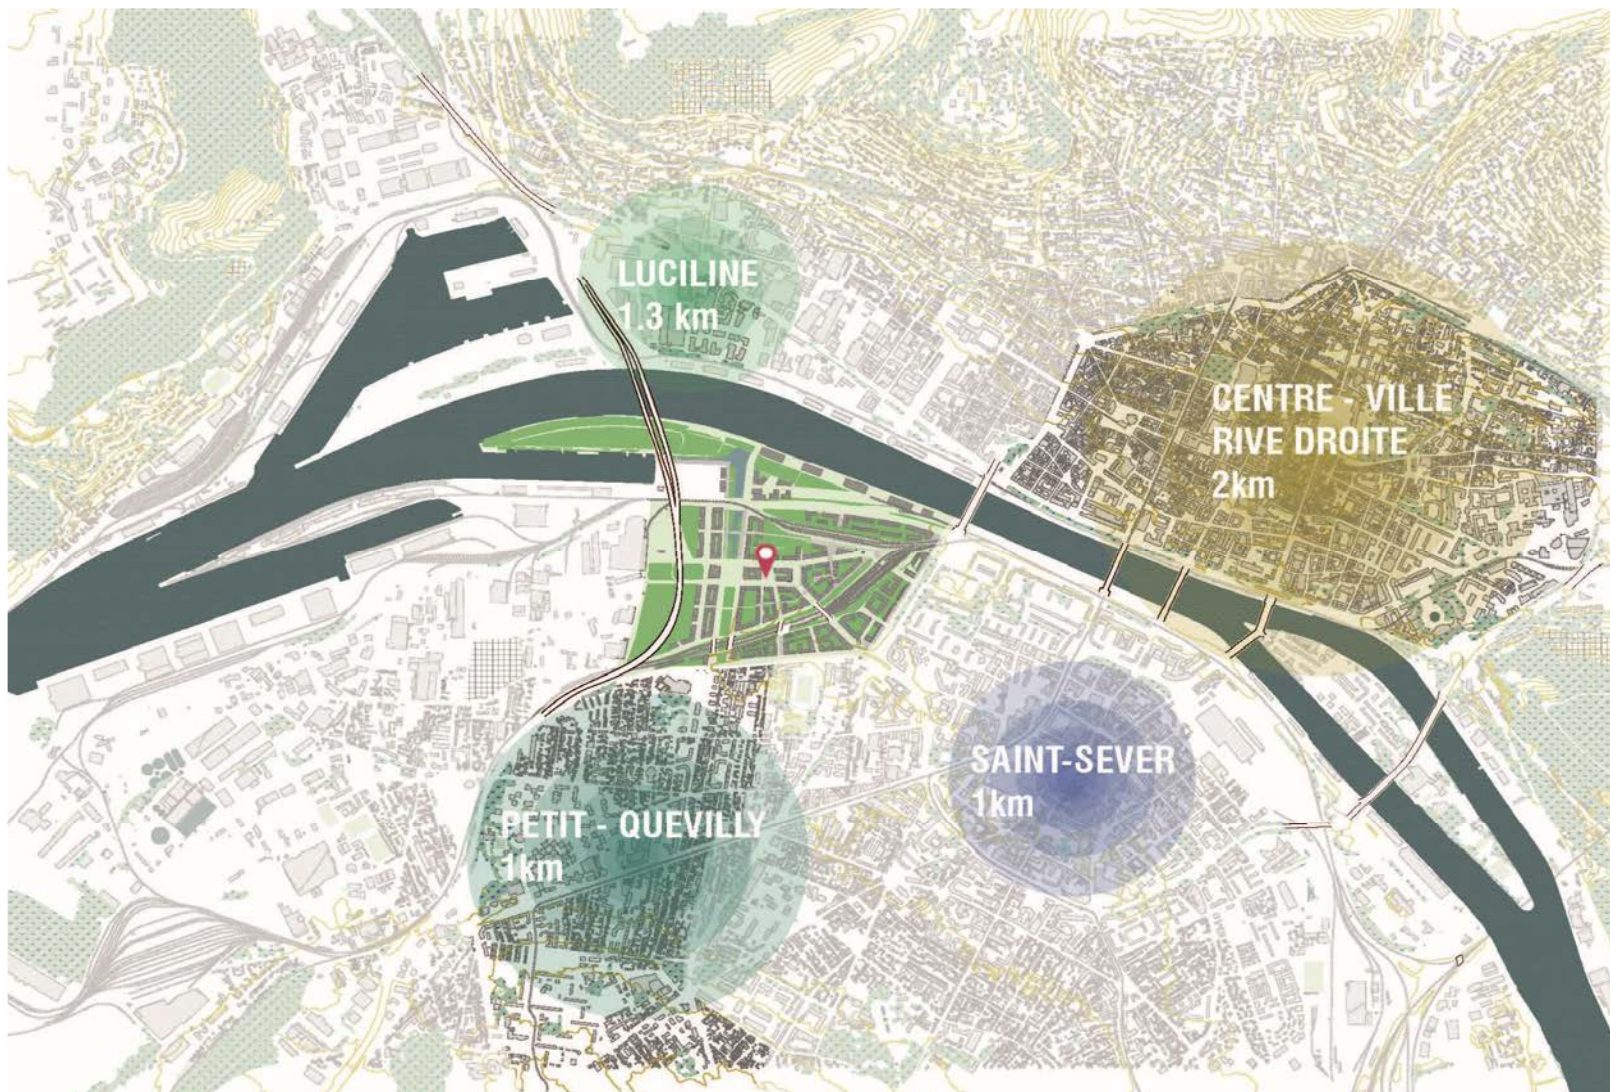 LUCILINE
1.3 km
CENTRE - VILLE
RIVE DROITE
2km
SAINT-SEVER
1km
PETIT - QUEVILLY
1km